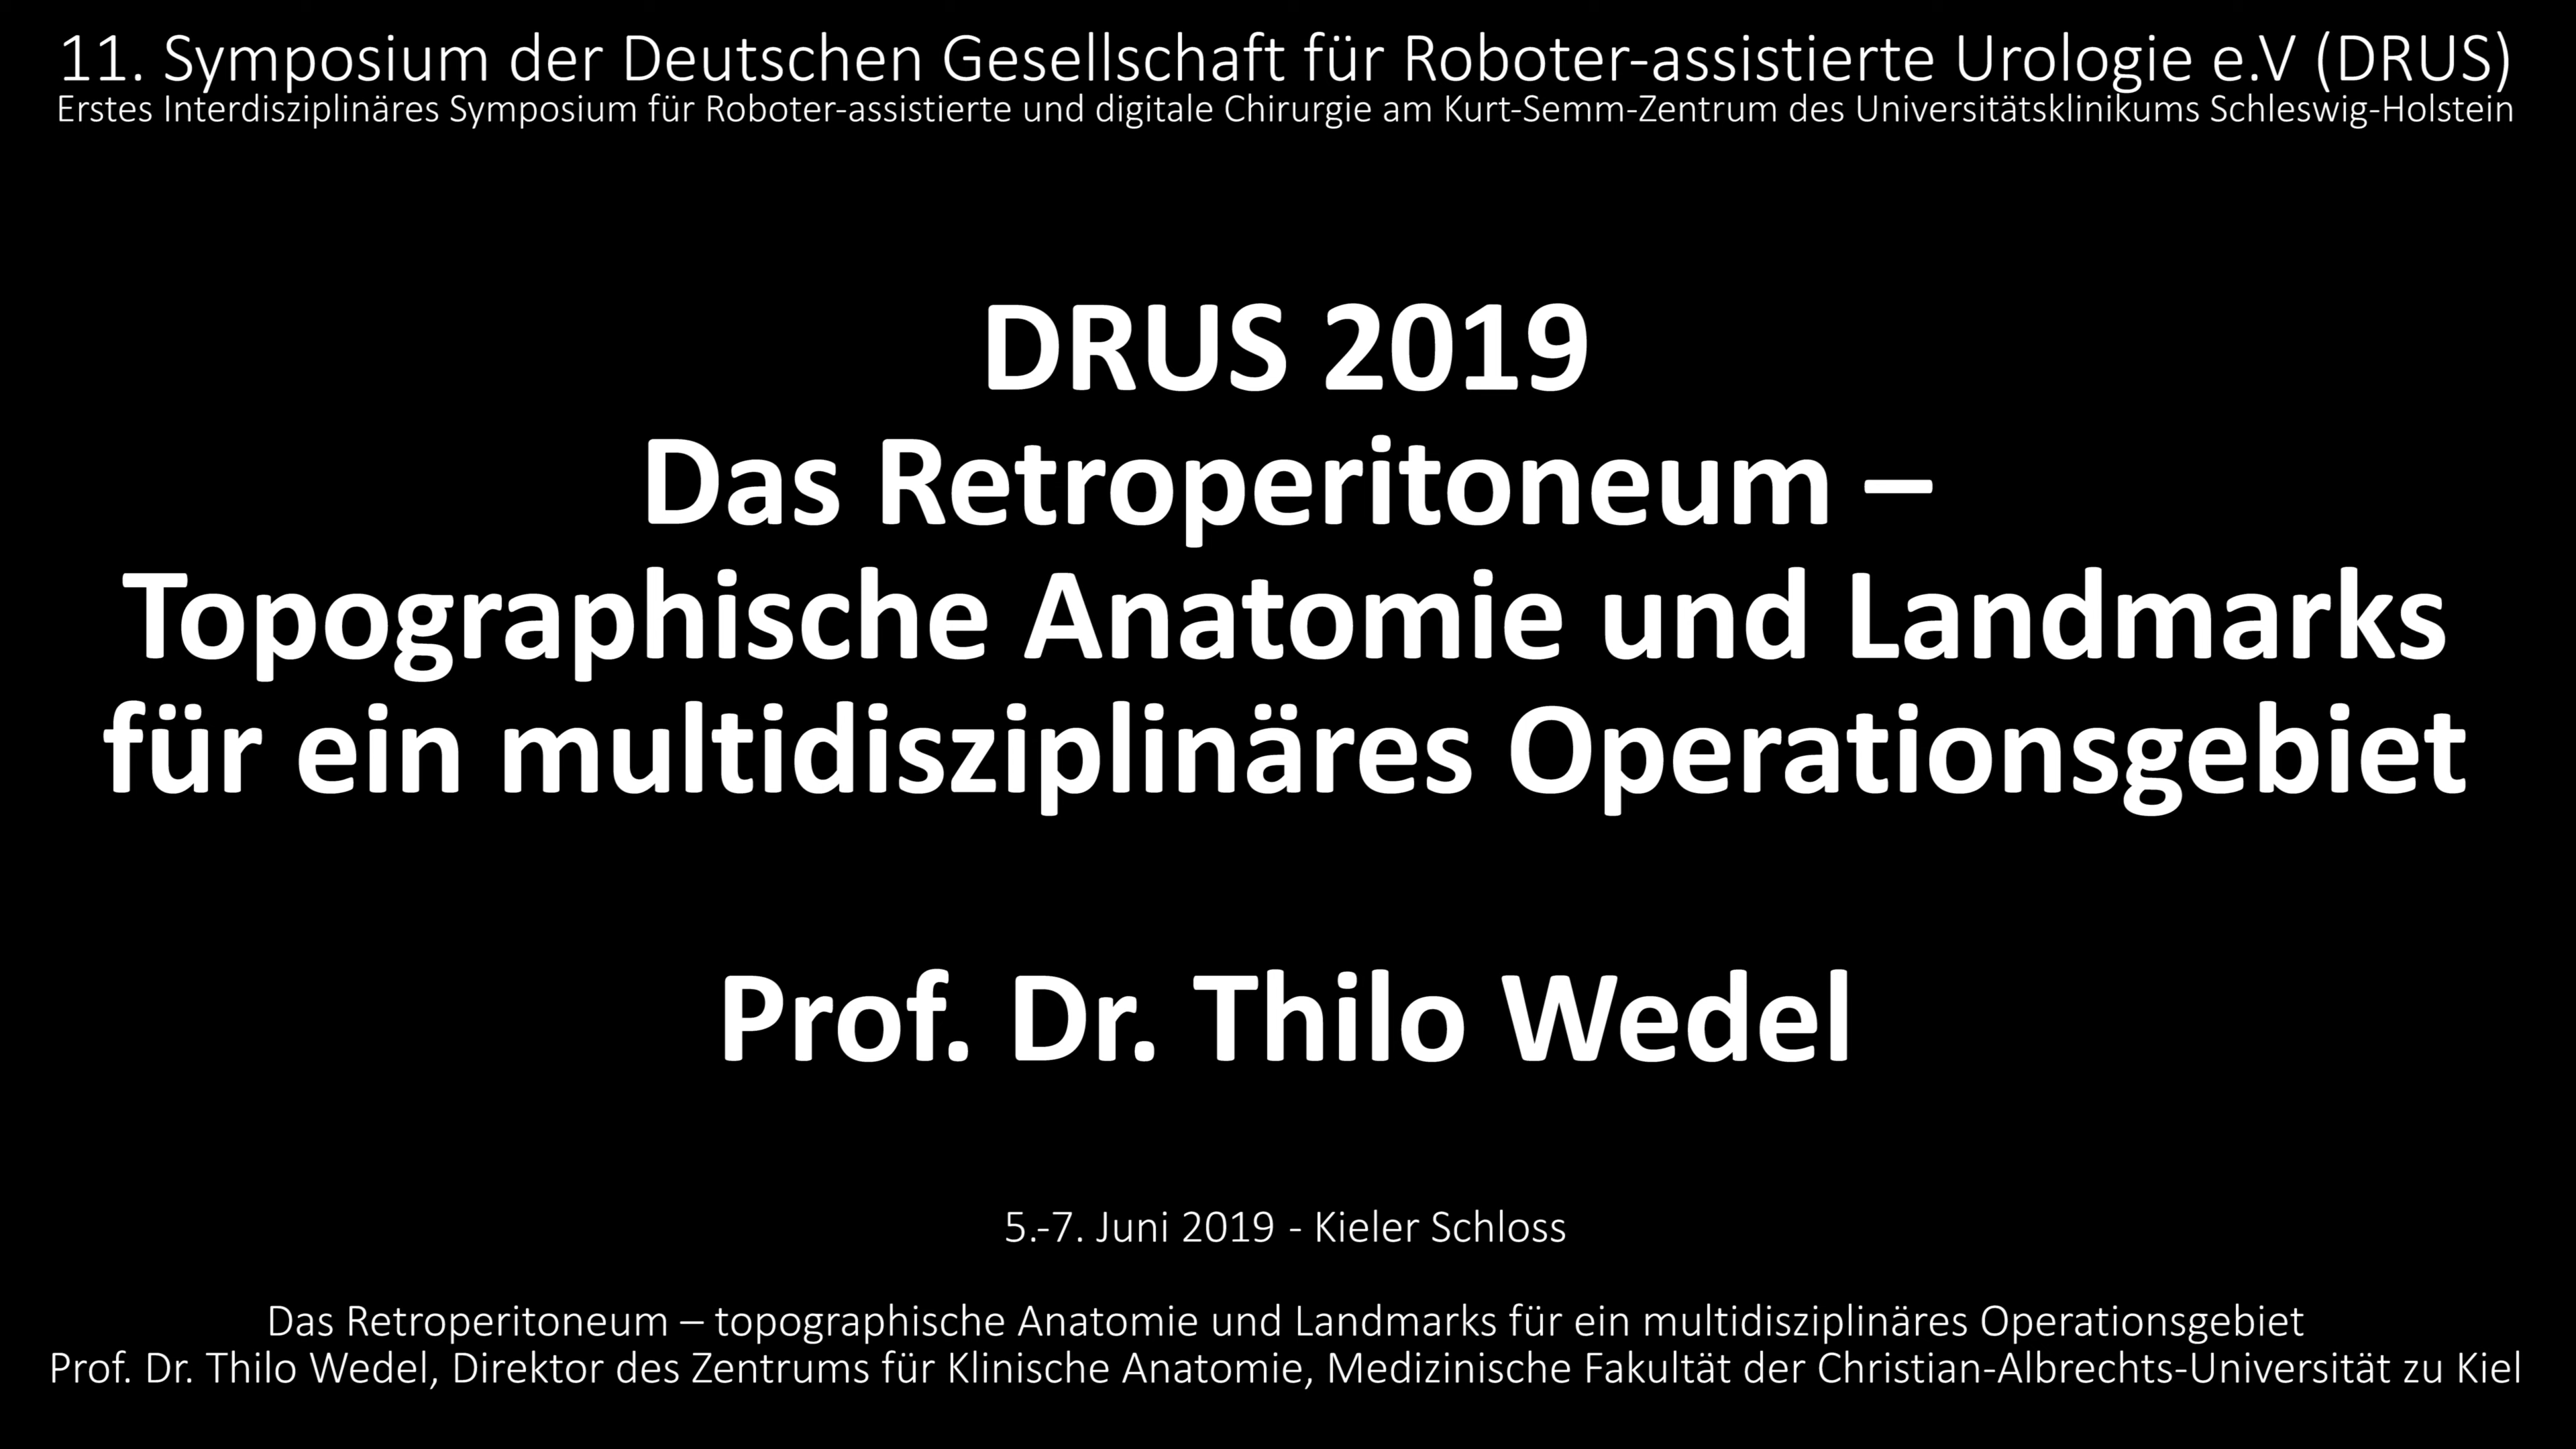 11. Symposium der Deutschen Gesellschaft für Roboter-assistierte Urologie e.V (DRUS)
Erstes Interdisziplinäres Symposium für Roboter-assistierte und digitale Chirurgie am Kurt-Semm-Zentrum des Universitätsklinikums Schleswig-Holstein
DRUS 2019
Das Retroperitoneum –
Topographische Anatomie und Landmarks
für ein multidisziplinäres Operationsgebiet
Prof. Dr. Thilo Wedel
5.-7. Juni 2019 - Kieler Schloss
Das Retroperitoneum – topographische Anatomie und Landmarks für ein multidisziplinäres Operationsgebiet
Prof. Dr. Thilo Wedel, Direktor des Zentrums für Klinische Anatomie, Medizinische Fakultät der Christian-Albrechts-Universität zu Kiel